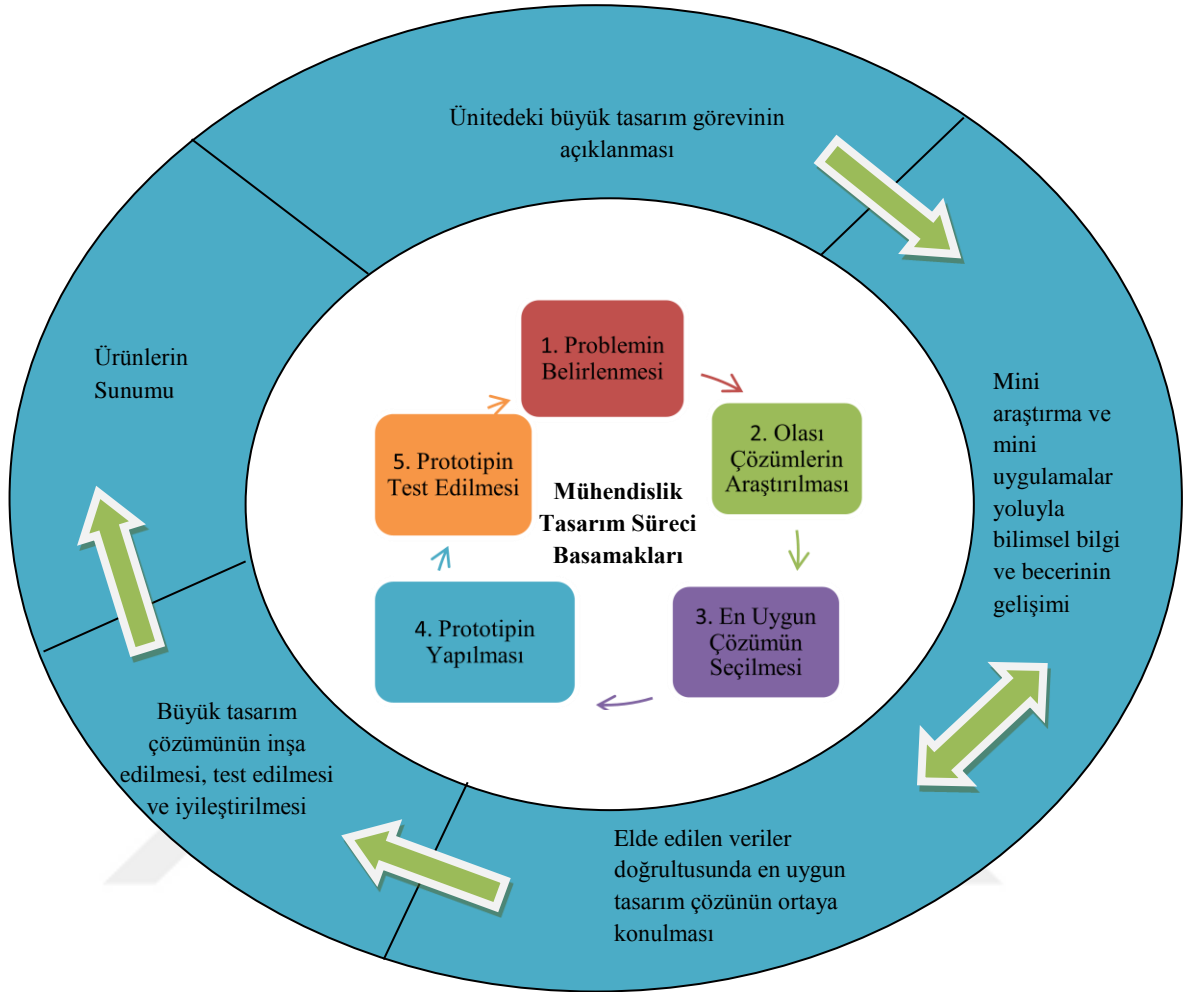 Ünitedeki büyük tasarım görevinin
açıklanması
Mini
araştırma ve
mini
uygulamalar
yoluyla
bilimsel bilgi
ve becerinin
gelişimi
Elde edilen veriler
doğrultusunda en uygun
tasarım çözünün ortaya
konulması
Büyük tasarım
çözümünün inşa
edilmesi, test edilmesi
ve iyileştirilmesi
Ürünlerin
Sunumu
1. Problemin
Belirlenmesi
2. Olası
Çözümlerin
Araştırılması
3. En Uygun
Çözümün
Seçilmesi
4. Prototipin
Yapılması
5. Prototipin
Test Edilmesi
Mühendislik
Tasarım Süreci
Basamakları